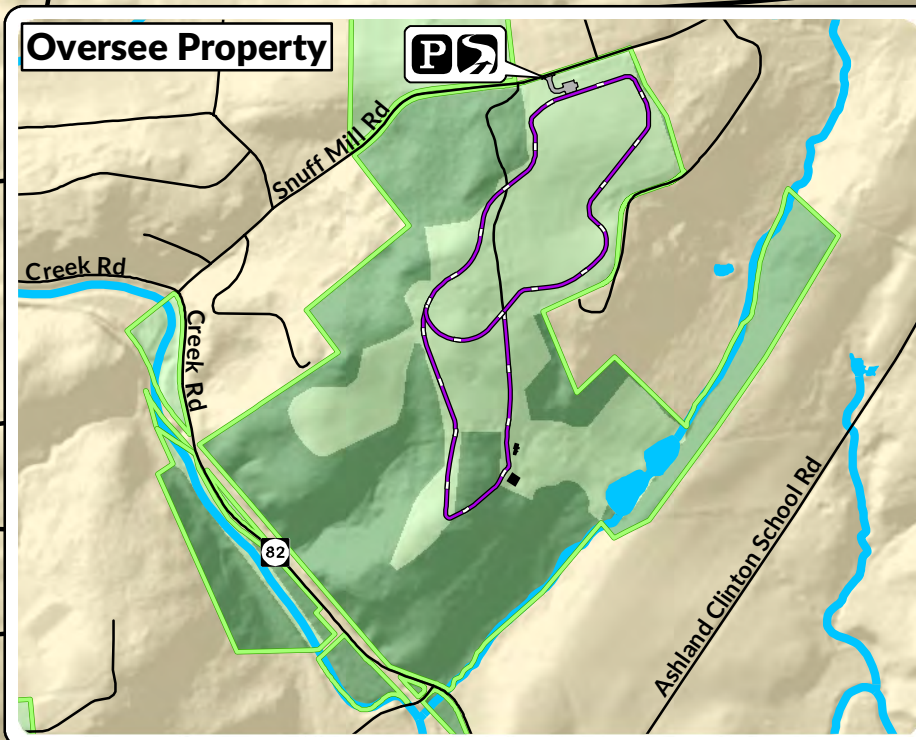 Oversee Property
P
Snuff Mill Rd
Creek Rd
Creek Rd
82
Ashland Clinton School Rd